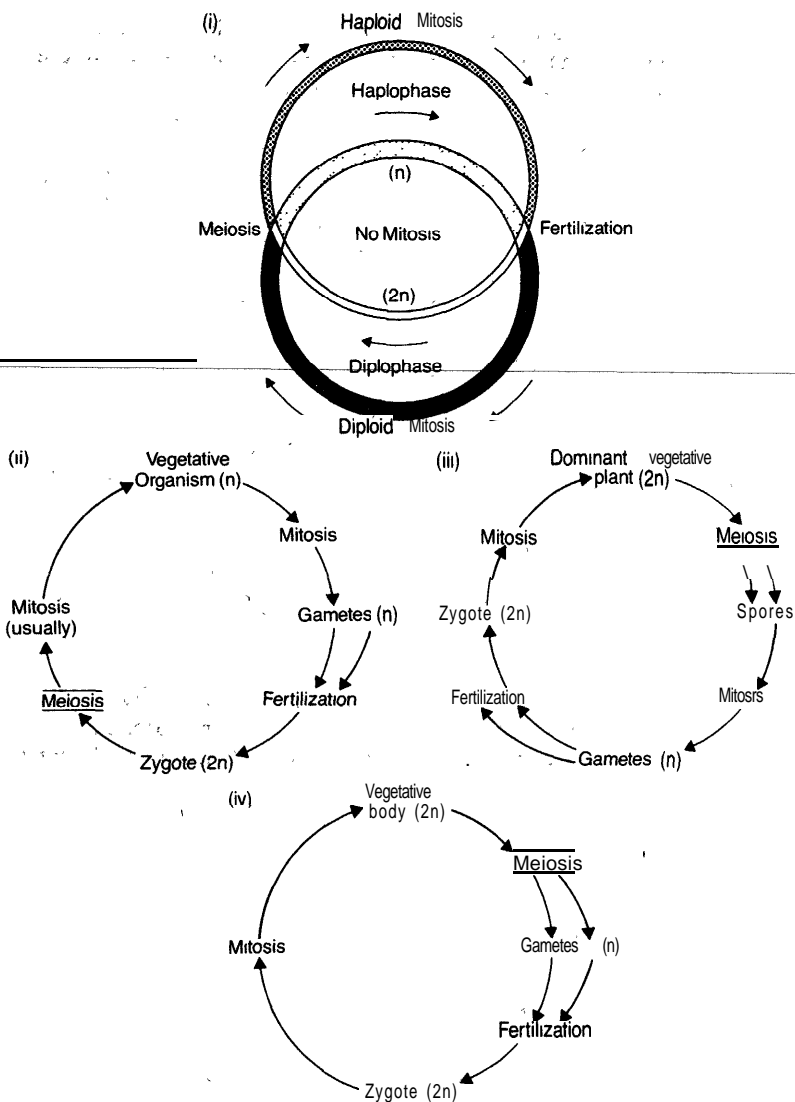 (i)
Haploid Mitosis
Haplophase
(n)
Meiosis
No Mitosis
Fertilization
(2n)
Diplophase
Diploid Mitosis
(ii)
Vegetative
Organism (n)
Mitosis
Gametes (n)
Fertilization
Zygote (2n)
Meiosis
Mitosis
(usually)
(iii)
Dominant vegetative
plant (2n)
Meiosis
Spores
Mitosrs
Gametes (n)
Fertilization
Zygote (2n)
Mitosis
(iv)
Vegetative
body (2n)
Meiosis
Gametes (n)
Fertilization
Zygote (2n)
Mitosis